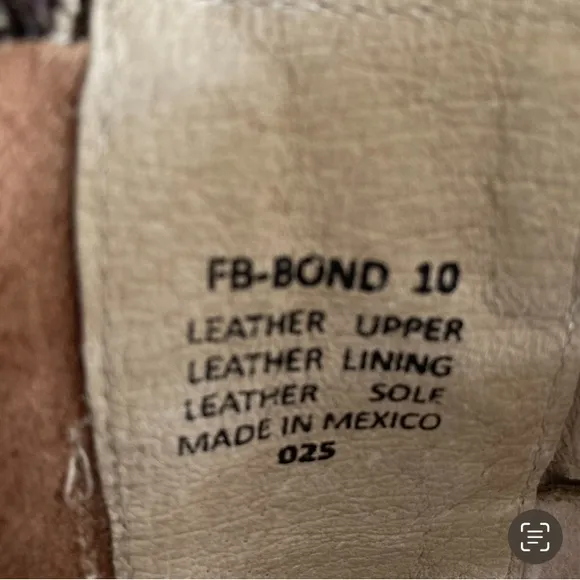 FB-BOND 10
LEATHER UPPER
LEATHER LINING
LEATHER SOLE
MADE IN MEXICO
025